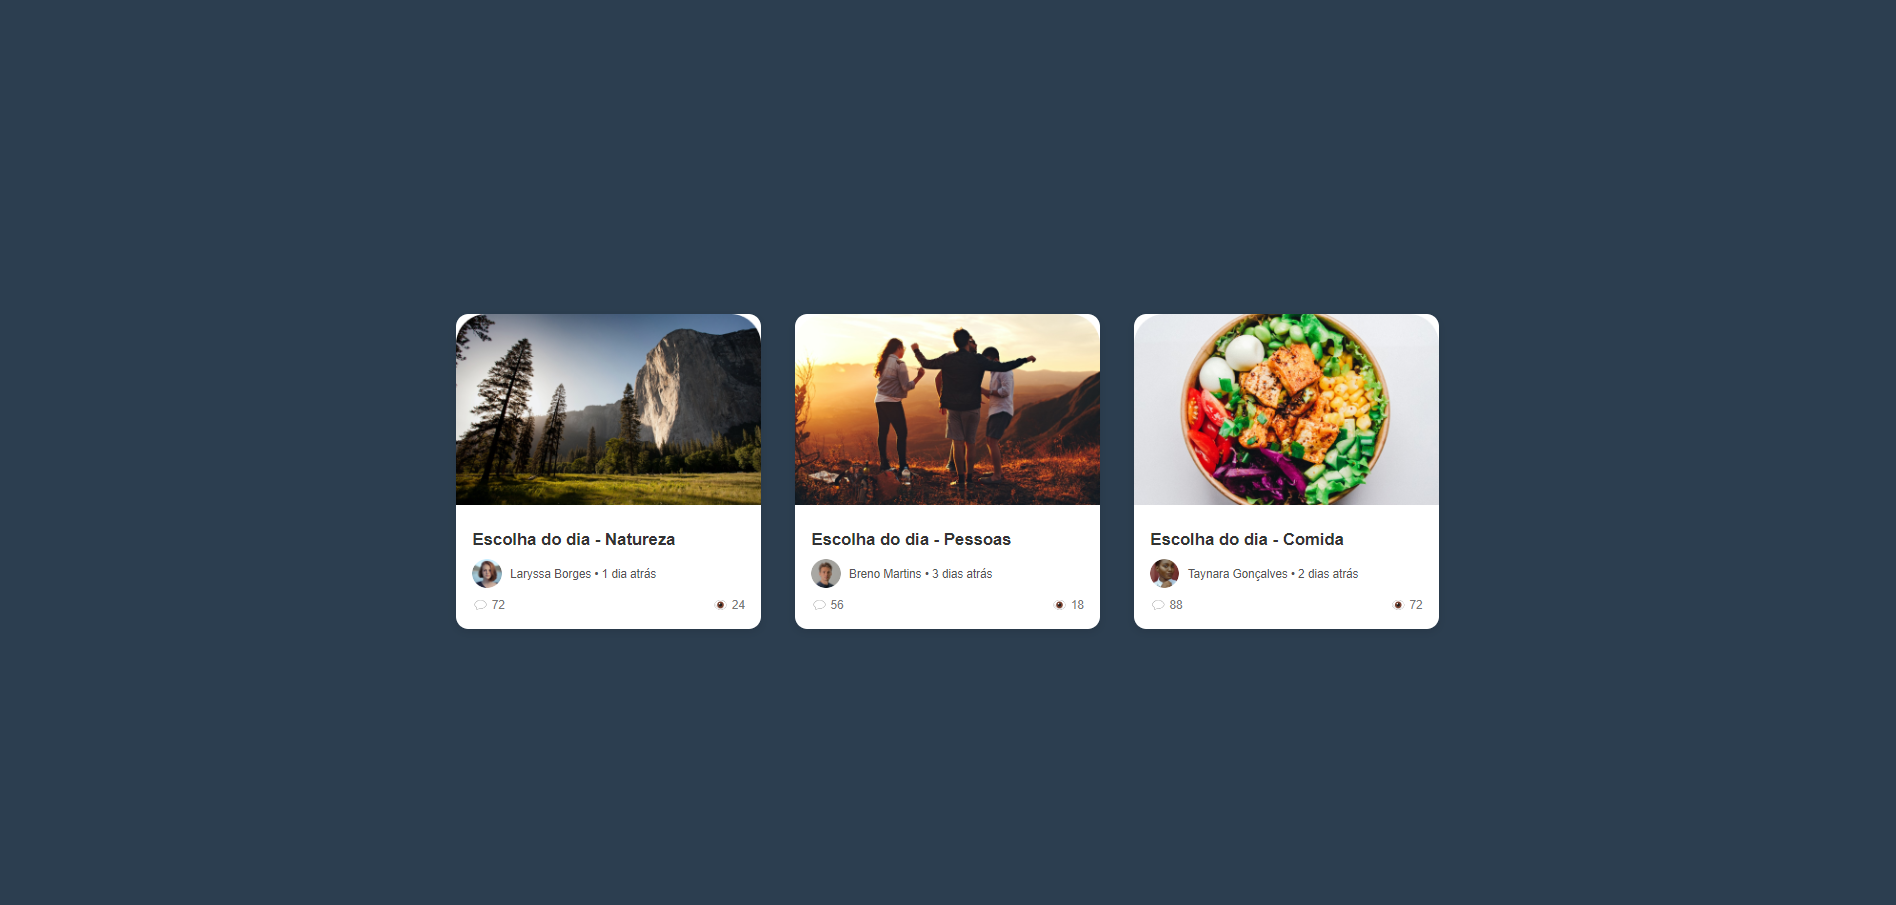 Escolha do dia - Natureza
Laryssa Borges • 1 dia atrás
72 24
Escolha do dia - Pessoas
Breno Martins • 3 dias atrás
56 18
Escolha do dia - Comida
Taynara Gonçalves • 2 dias atrás
88 72